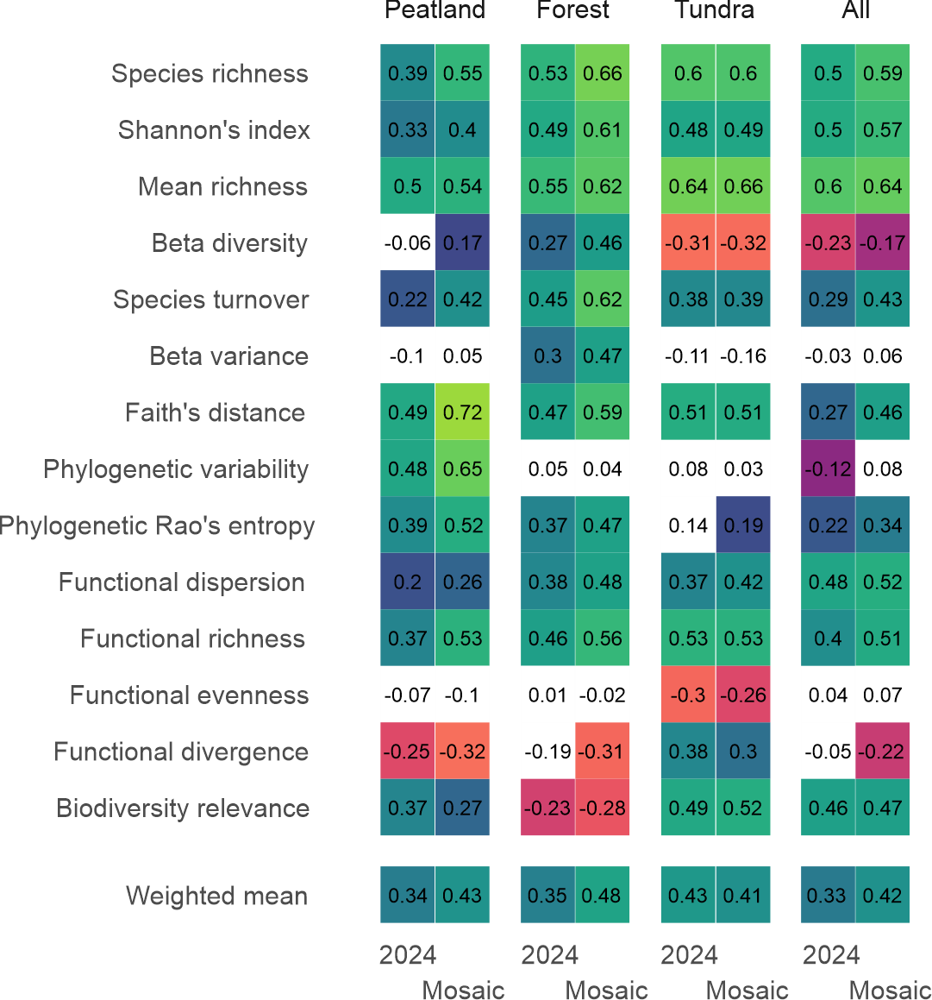 Peatland Forest Tundra All
Species richness 0.39 0.55 0.53 0.66 0.6 0.6 0.5 0.59
Shannon's index 0.33 0.4 0.49 0.61 0.48 0.49 0.5 0.57
Mean richness 0.5 0.54 0.55 0.62 0.64 0.66 0.6 0.64
Beta diversity -0.06 0.17 0.27 0.46 -0.31 -0.32 -0.23 -0.17
Species turnover 0.22 0.42 0.45 0.62 0.38 0.39 0.29 0.43
Beta variance -0.1 0.05 0.3 0.47 -0.11 -0.16 -0.03 0.06
Faith's distance 0.49 0.72 0.47 0.59 0.51 0.51 0.27 0.46
Phylogenetic variability 0.48 0.65 0.05 0.04 0.08 0.03 -0.12 0.08
Phylogenetic Rao's entropy 0.39 0.52 0.37 0.47 0.14 0.19 0.22 0.34
Functional dispersion 0.2 0.26 0.38 0.48 0.37 0.42 0.48 0.52
Functional richness 0.37 0.53 0.46 0.56 0.53 0.53 0.4 0.51
Functional evenness -0.07 -0.1 0.01 -0.02 -0.3 -0.26 0.04 0.07
Functional divergence -0.25 -0.32 -0.19 -0.31 0.38 0.3 -0.05 -0.22
Biodiversity relevance 0.37 0.27 -0.23 -0.28 0.49 0.52 0.46 0.47
Weighted mean 0.34 0.43 0.35 0.48 0.43 0.41 0.33 0.42
2024 2024 2024 2024
Mosaic Mosaic Mosaic Mosaic